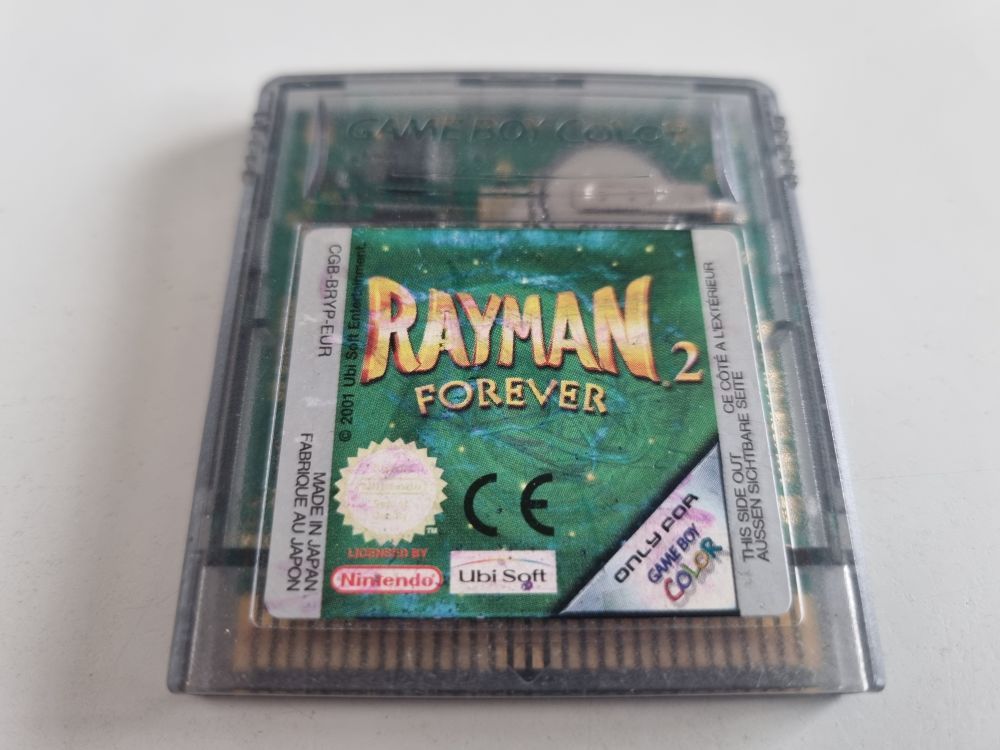 GAME BOY COLOR
CGB-BRYP-EUR
© 2001 Ubi Soft Entertainment.
RAYMAN 2
FOREVER
MADE IN JAPAN
FABRIQUE AU JAPON
TM
LICENSED BY
Nintendo
CE
Ubi Soft
ONLY FOR
GAME BOY
COLOR
CE CÔTÉ A L'EXTÉRIEUR
THIS SIDE OUT
AUSSEN SICHTBARE SEITE